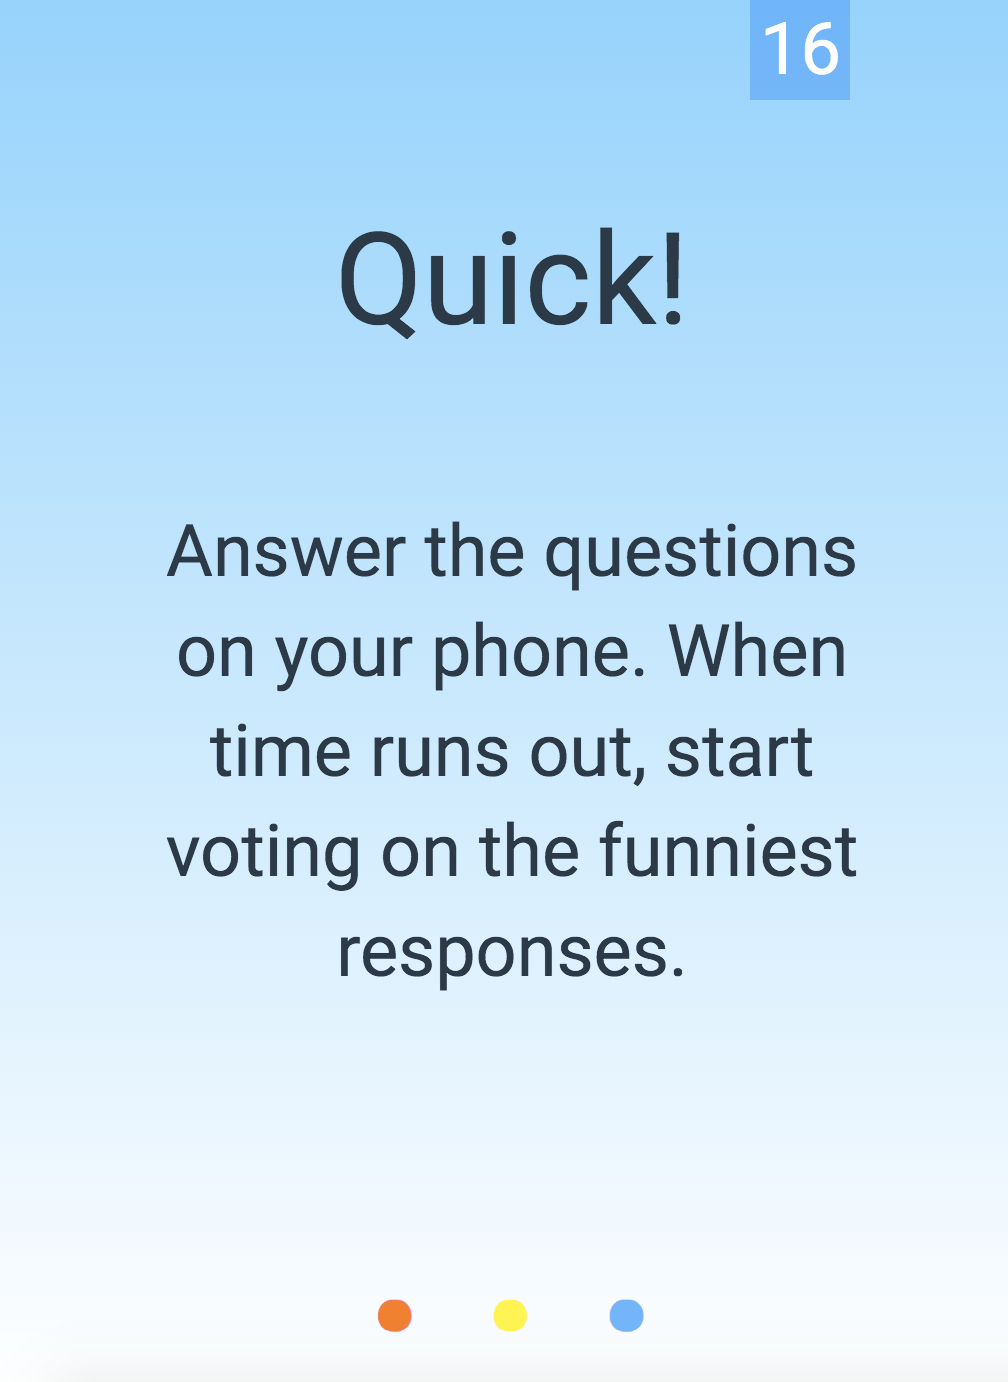 16
Quick!
Answer the questions
on your phone. When
time runs out, start
voting on the funniest
responses.